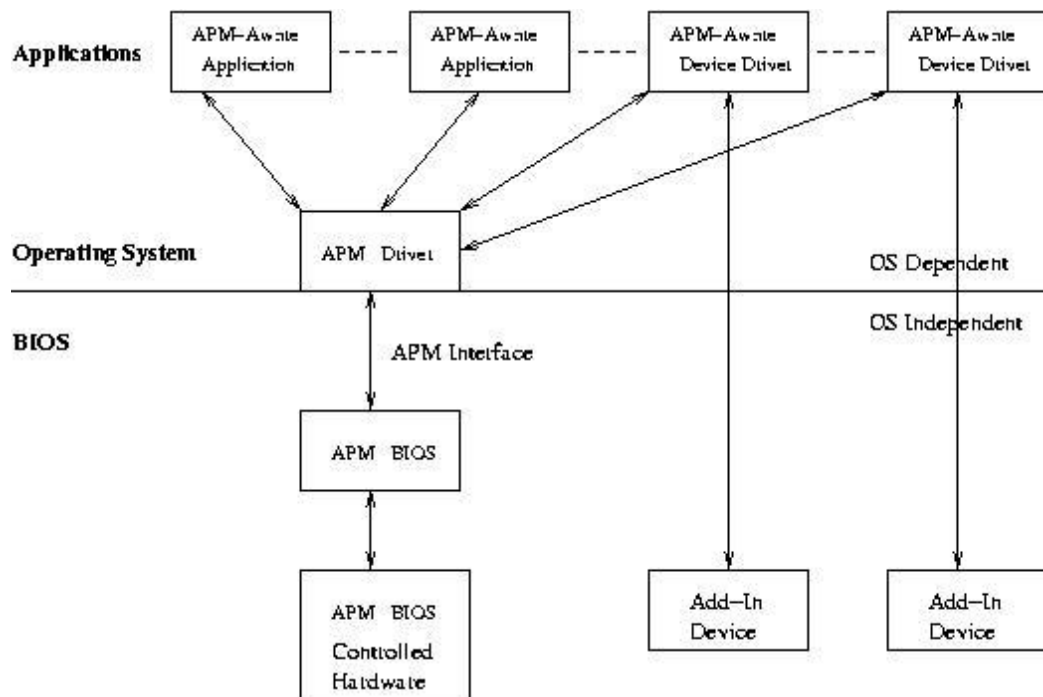 Applications
APM-Aware
Application
APM-Aware
Application
APM-Aware
Device Driver
APM-Aware
Device Driver
Operating System
APM Driver
OS Dependent
BIOS
OS Independent
APM Interface
APM BIOS
APM BIOS
Controlled
Hardware
Add-In
Device
Add-In
Device